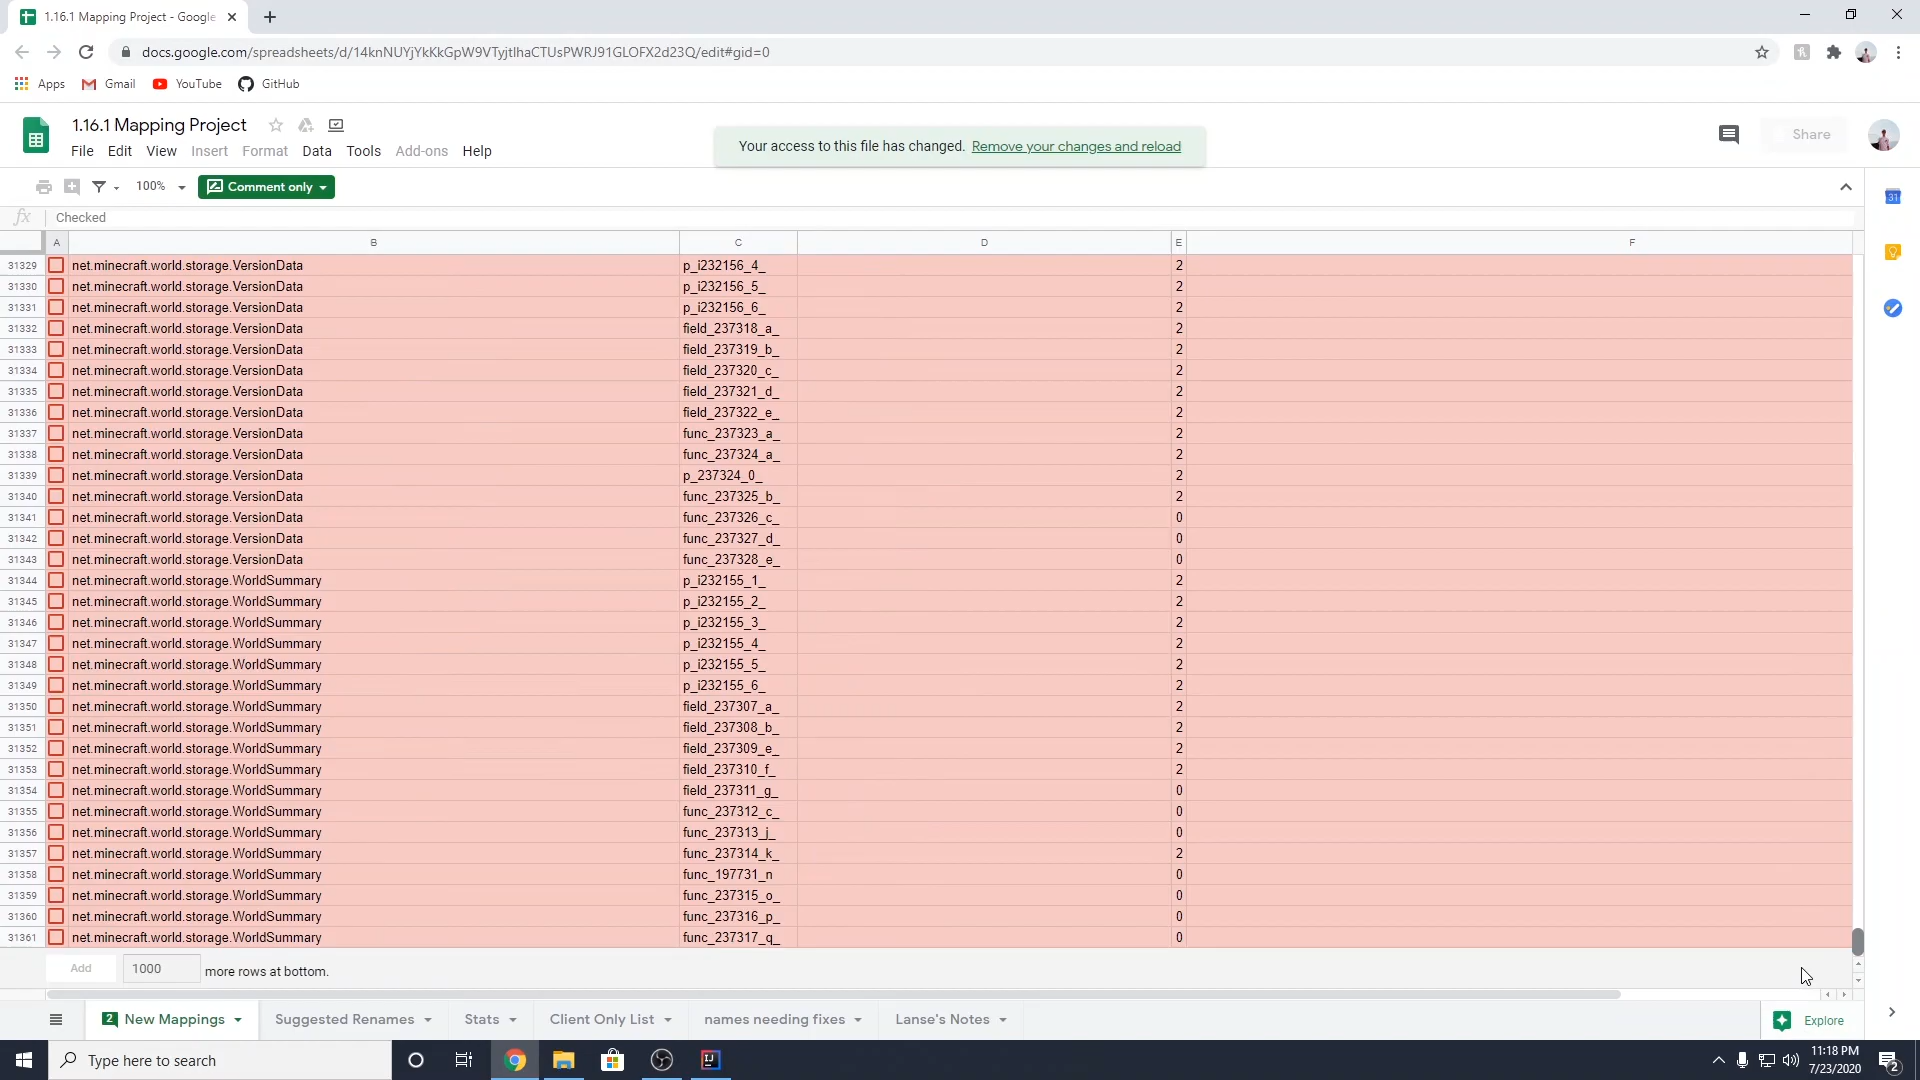 1.16.1 Mapping Project - Google
docs.google.com/spreadsheets/d/14knNUYjYkKkGpW9VTyjtlhaCTUsPWRJ91GLOFX2d23Q/edit#gid=0
Apps Gmail YouTube GitHub
1.16.1 Mapping Project
File Edit View Insert Format Data Tools Add-ons Help
Your access to this file has changed. Remove your changes and reload
Share
100% Comment only
fx Checked
A B C D E F
31329 net.minecraft.world.storage.VersionData p_i232156_4_ 2
31330 net.minecraft.world.storage.VersionData p_i232156_5_ 2
31331 net.minecraft.world.storage.VersionData p_i232156_6_ 2
31332 net.minecraft.world.storage.VersionData field_237318_a_ 2
31333 net.minecraft.world.storage.VersionData field_237319_b_ 2
31334 net.minecraft.world.storage.VersionData field_237320_c_ 2
31335 net.minecraft.world.storage.VersionData field_237321_d_ 2
31336 net.minecraft.world.storage.VersionData field_237322_e_ 2
31337 net.minecraft.world.storage.VersionData func_237323_a_ 2
31338 net.minecraft.world.storage.VersionData func_237324_a_ 2
31339 net.minecraft.world.storage.VersionData p_237324_0_ 2
31340 net.minecraft.world.storage.VersionData func_237325_b_ 2
31341 net.minecraft.world.storage.VersionData func_237326_c_ 0
31342 net.minecraft.world.storage.VersionData func_237327_d_ 0
31343 net.minecraft.world.storage.VersionData func_237328_e_ 0
31344 net.minecraft.world.storage.WorldSummary p_i232155_1_ 2
31345 net.minecraft.world.storage.WorldSummary p_i232155_2_ 2
31346 net.minecraft.world.storage.WorldSummary p_i232155_3_ 2
31347 net.minecraft.world.storage.WorldSummary p_i232155_4_ 2
31348 net.minecraft.world.storage.WorldSummary p_i232155_5_ 2
31349 net.minecraft.world.storage.WorldSummary p_i232155_6_ 2
31350 net.minecraft.world.storage.WorldSummary field_237307_a_ 2
31351 net.minecraft.world.storage.WorldSummary field_237308_b_ 2
31352 net.minecraft.world.storage.WorldSummary field_237309_e_ 2
31353 net.minecraft.world.storage.WorldSummary field_237310_f_ 2
31354 net.minecraft.world.storage.WorldSummary field_237311_g_ 0
31355 net.minecraft.world.storage.WorldSummary func_237312_c_ 0
31356 net.minecraft.world.storage.WorldSummary func_237313_j_ 0
31357 net.minecraft.world.storage.WorldSummary func_237314_k_ 2
31358 net.minecraft.world.storage.WorldSummary func_197731_n 0
31359 net.minecraft.world.storage.WorldSummary func_237315_o_ 0
31360 net.minecraft.world.storage.WorldSummary func_237316_p_ 0
31361 net.minecraft.world.storage.WorldSummary func_237317_q_ 0
Add 1000 more rows at bottom.
2 New Mappings Suggested Renames Stats Client Only List names needing fixes Lanse's Notes Explore
Type here to search
11:18 PM
7/23/2020
2
31
IJ